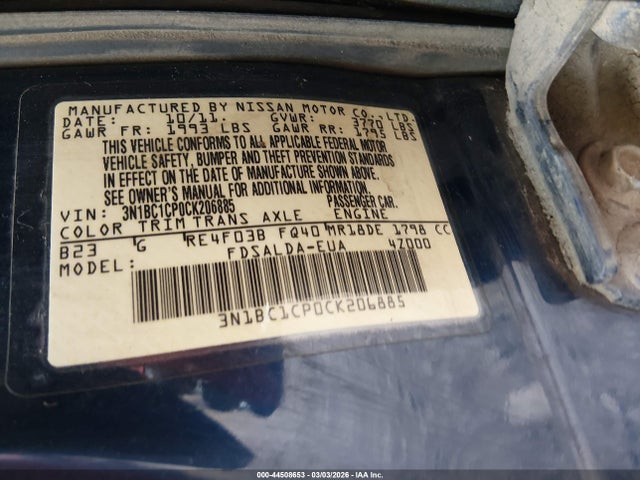 MANUFACTURED BY NISSAN MOTOR CO., LTD.
DATE: 10/11. GVWR: 3770 LBS
GAWR FR: 1993 LBS GAWR RR: 1795 LBS
THIS VEHICLE CONFORMS TO ALL APPLICABLE FEDERAL MOTOR
VEHICLE SAFETY, BUMPER AND THEFT PREVENTION STANDARDS
IN EFFECT ON THE DATE OF MANUFACTURE SHOWN ABOVE.
SEE OWNER'S MANUAL FOR ADDITIONAL INFORMATION.
VIN: 3N1BC1CP0CK206885 PASSENGER CAR.
COLOR TRIM TRANS AXLE ENGINE
B23 G RE4F03B FQ40 MR18DE 1798 CC
MODEL: FDSALDA-EUA 4Z000
3N1BC1CP0CK206885
000-44508653 | 03/03/2026 | IAA Inc.